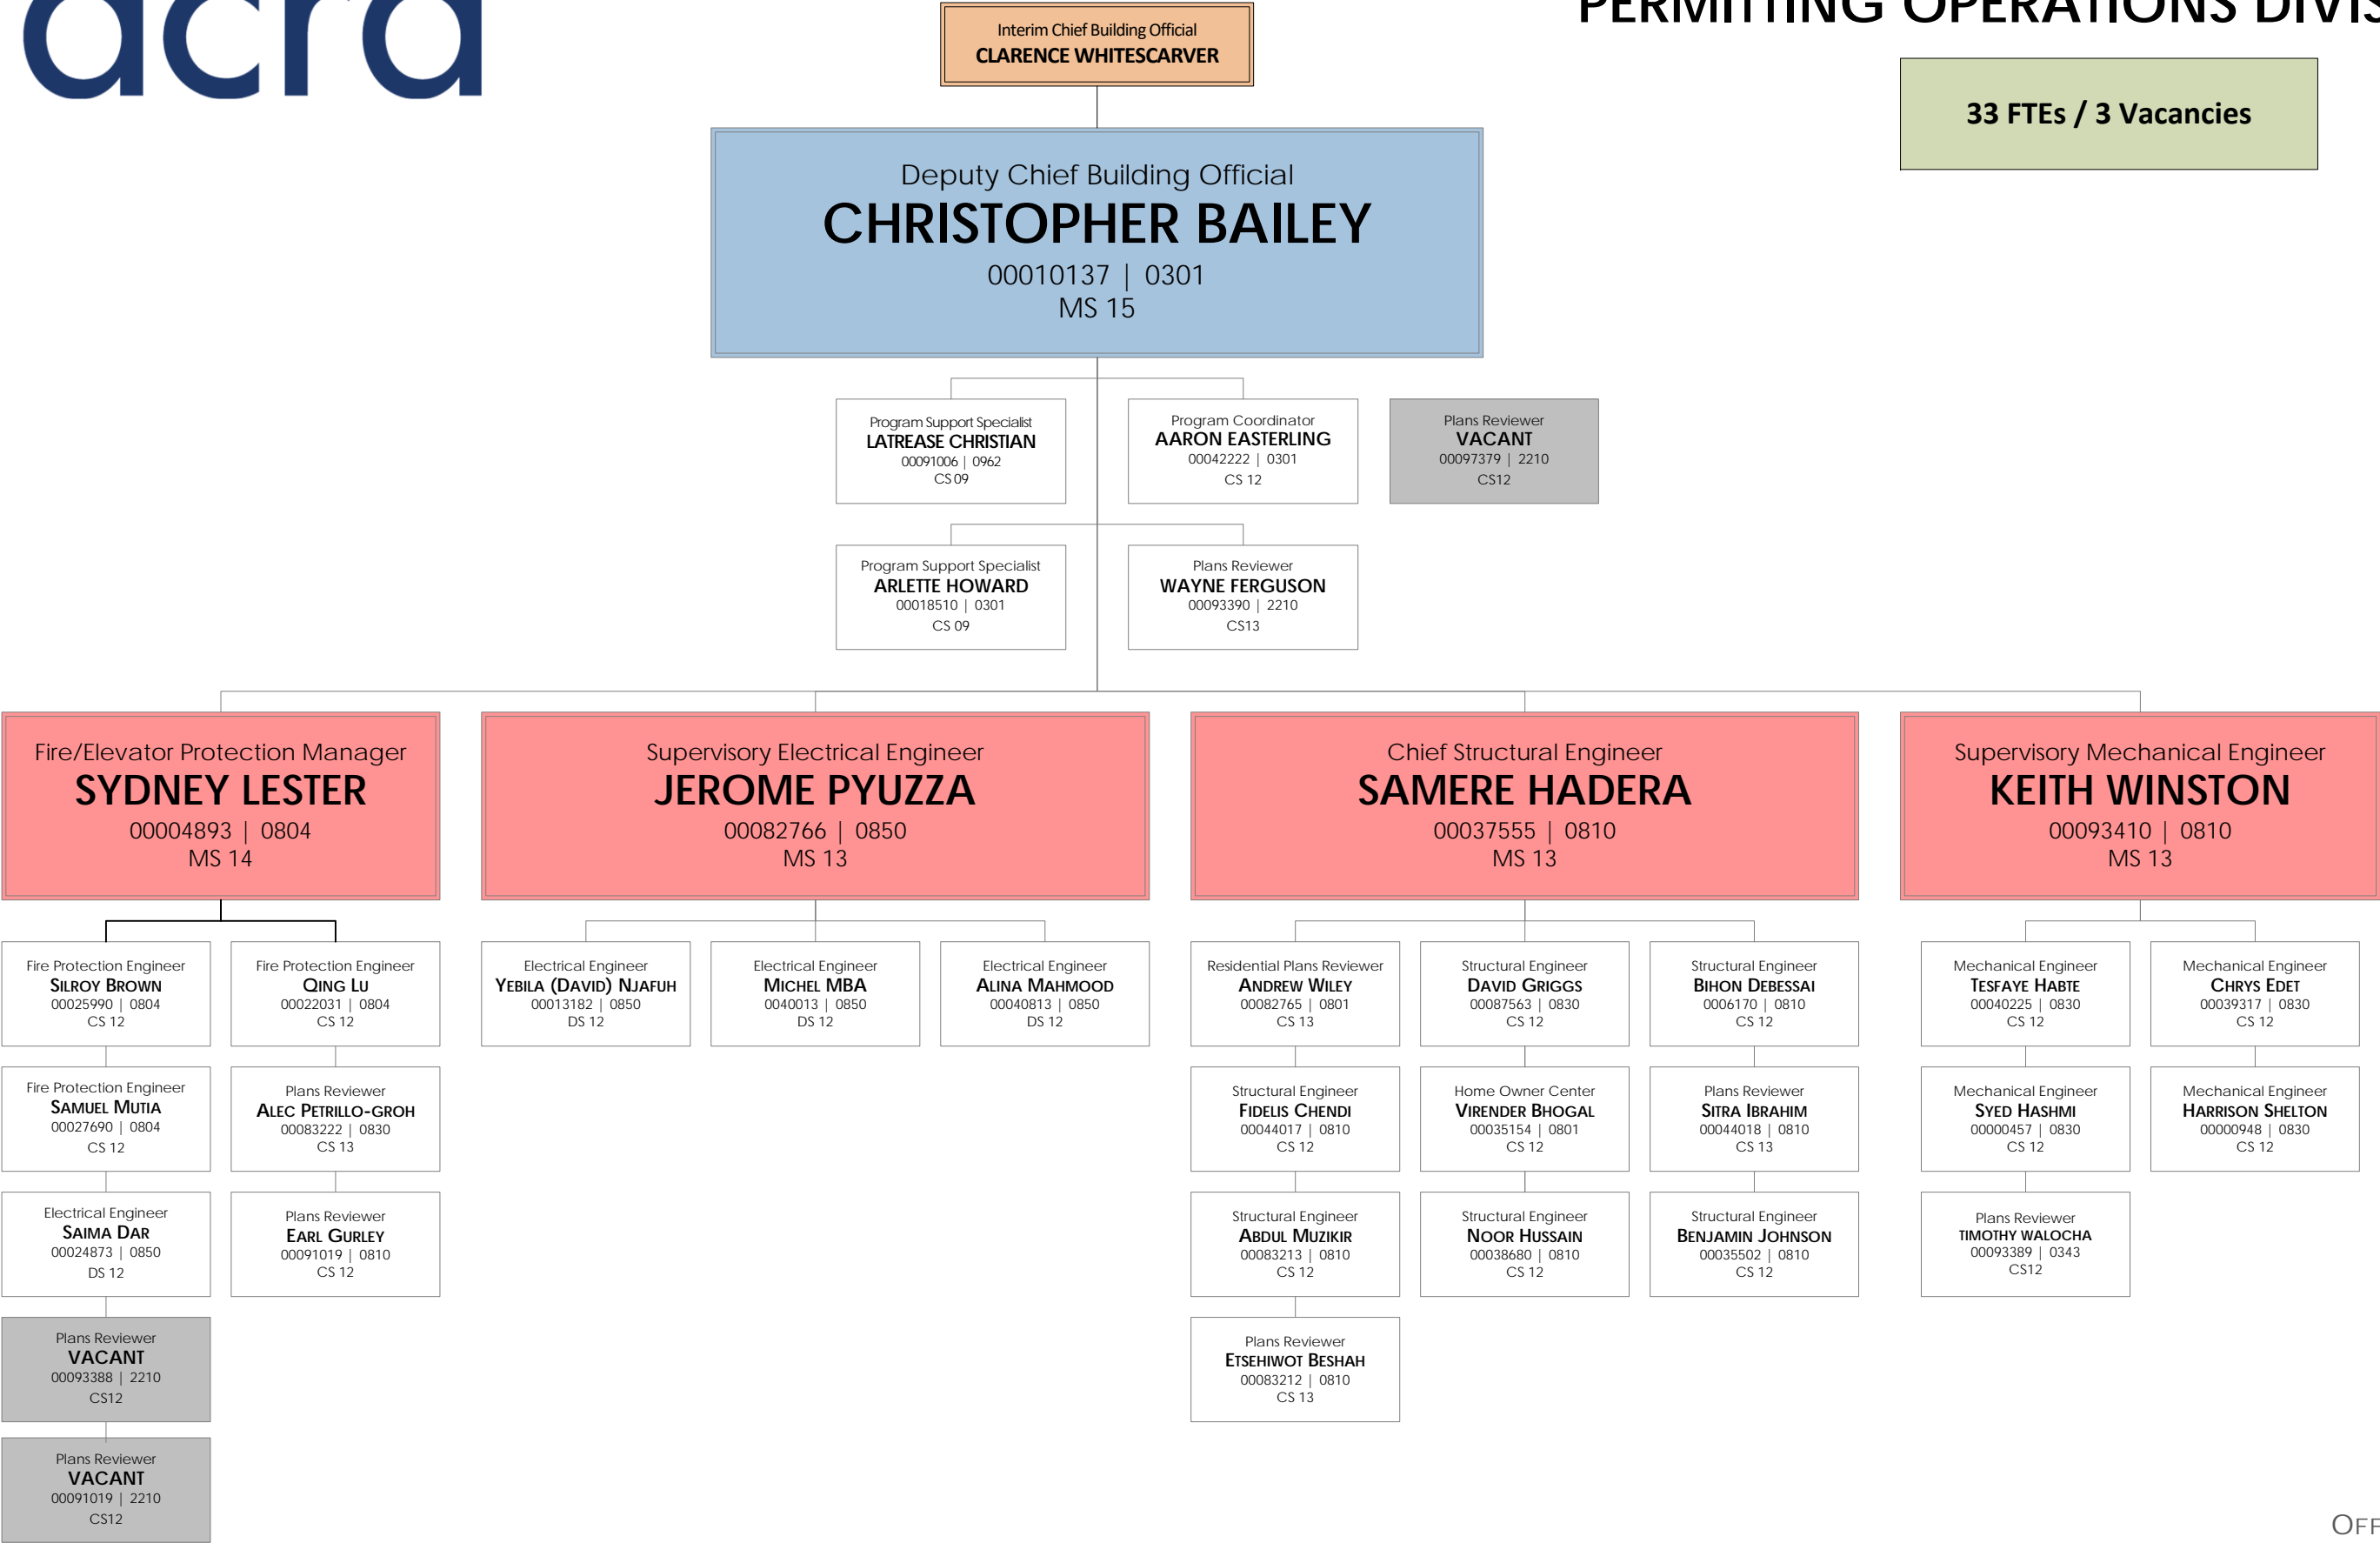 dcra
PERMITTING OPERATIONS DIVIS
Interim Chief Building Official
CLARENCE WHITESCARVER
33 FTEs / 3 Vacancies
Deputy Chief Building Official
CHRISTOPHER BAILEY
00010137 | 0301
MS 15
Program Support Specialist
LATREASE CHRISTIAN
00091006 | 0962
CS 09
Program Coordinator
AARON EASTERLING
00042222 | 0301
CS 12
Plans Reviewer
VACANT
00097379 | 2210
CS12
Program Support Specialist
ARLETTE HOWARD
00018510 | 0301
CS 09
Plans Reviewer
WAYNE FERGUSON
00093390 | 2210
CS13
Fire/Elevator Protection Manager
SYDNEY LESTER
00004893 | 0804
MS 14
Supervisory Electrical Engineer
JEROME PYUZZA
00082766 | 0850
MS 13
Chief Structural Engineer
SAMERE HADERA
00037555 | 0810
MS 13
Supervisory Mechanical Engineer
KEITH WINSTON
00093410 | 0810
MS 13
Fire Protection Engineer
SILROY BROWN
00025990 | 0804
CS 12
Fire Protection Engineer
QING LU
00022031 | 0804
CS 12
Electrical Engineer
YEBILA (DAVID) NJAFUH
00013182 | 0850
DS 12
Electrical Engineer
MICHEL MBA
0040013 | 0850
DS 12
Electrical Engineer
ALINA MAHMOOD
00040813 | 0850
DS 12
Residential Plans Reviewer
ANDREW WILEY
00082765 | 0801
CS 13
Structural Engineer
DAVID GRIGGS
00087563 | 0830
CS 12
Structural Engineer
BIHON DEBESSAI
0006170 | 0810
CS 12
Mechanical Engineer
TESFAYE HABTE
00040225 | 0830
CS 12
Mechanical Engineer
CHRYS EDET
00039317 | 0830
CS 12
Fire Protection Engineer
SAMUEL MUTIA
00027690 | 0804
CS 12
Plans Reviewer
ALEC PETRILLO-GROH
00083222 | 0830
CS 13
Structural Engineer
FIDELIS CHENDI
00044017 | 0810
CS 12
Home Owner Center
VIRENDER BHOGAL
00035154 | 0801
CS 12
Plans Reviewer
SITRA IBRAHIM
00044018 | 0810
CS 13
Mechanical Engineer
SYED HASHMI
00000457 | 0830
CS 12
Mechanical Engineer
HARRISON SHELTON
00000948 | 0830
CS 12
Electrical Engineer
SAIMA DAR
00024873 | 0850
DS 12
Plans Reviewer
EARL GURLEY
00091019 | 0810
CS 12
Structural Engineer
ABDUL MUZIKIR
00083213 | 0810
CS 12
Structural Engineer
NOOR HUSSAIN
00038680 | 0810
CS 12
Structural Engineer
BENJAMIN JOHNSON
00035502 | 0810
CS 12
Plans Reviewer
TIMOTHY WALOCHA
00093389 | 0343
CS12
Plans Reviewer
VACANT
00093388 | 2210
CS12
Plans Reviewer
ETSEHIWOT BESHAH
00083212 | 0810
CS 13
Plans Reviewer
VACANT
00091019 | 2210
CS12
OFF